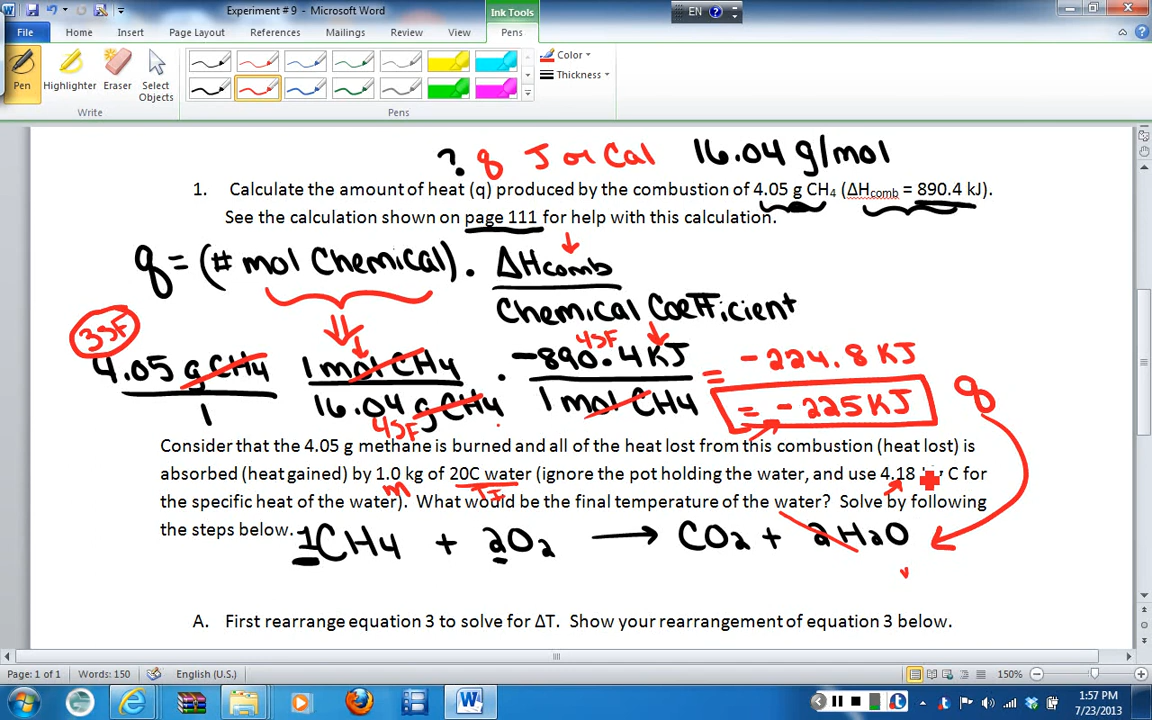 Experiment # 9 - Microsoft Word
Ink Tools
EN
File Home Insert Page Layout References Mailings Review View Pens
Pen Highlighter Eraser Select Objects
Color
Thickness
Write Pens
? q J or Cal 16.04 g/mol
1. Calculate the amount of heat (q) produced by the combustion of 4.05 g CH4 (ΔHcomb = 890.4 kJ).
See the calculation shown on page 111 for help with this calculation.
q = (# mol Chemical) · ΔHcomb
Chemical Coefficient
3SF
4SF
4.05 g CH4 1 mol CH4 · -890.4 KJ = -224.8 KJ
1 16.04 g CH4 1 mol CH4 = -225 KJ q
4SF
Consider that the 4.05 g methane is burned and all of the heat lost from this combustion (heat lost) is
absorbed (heat gained) by 1.0 kg of 20C water (ignore the pot holding the water, and use 4.18 C for
m TI
the specific heat of the water). What would be the final temperature of the water? Solve by following
the steps below.
1CH4 + 2O2 → CO2 + 2H2O
A. First rearrange equation 3 to solve for ΔT. Show your rearrangement of equation 3 below.
Page: 1 of 1 Words: 150 English (U.S.) 150%
1:57 PM
7/23/2013